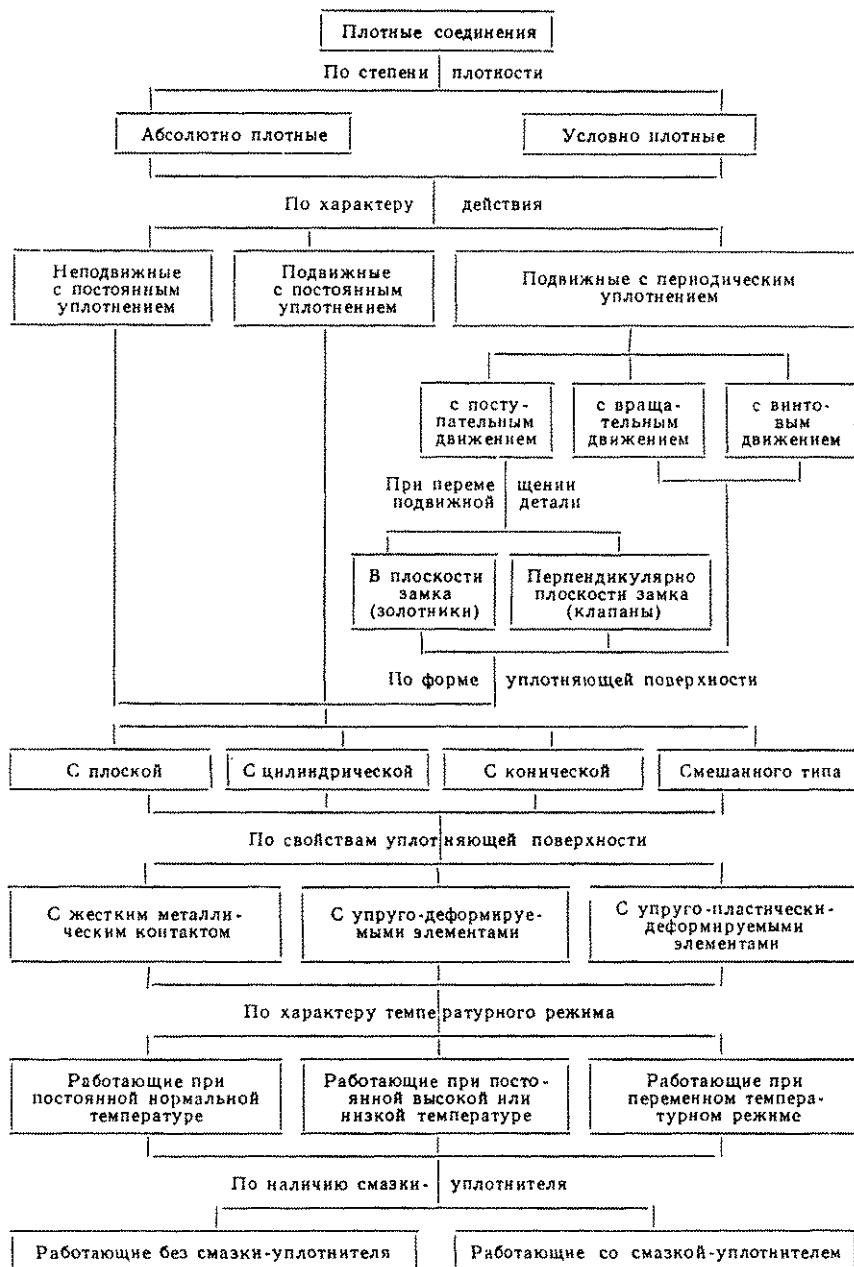 Плотные соединения
По степени плотности
Абсолютно плотные
Условно плотные
По характеру действия
Неподвижные
с постоянным
уплотнением
Подвижные
с постоянным
уплотнением
Подвижные с периодическим
уплотнением
с посту-
пательным
движением
с враща-
тельным
движением
с винто-
вым
движением
При переме щении
подвижной детали
В плоскости
замка
(золотники)
Перпендикулярно
плоскости замка
(клапаны)
По форме уплотняющей поверхности
С плоской
С цилиндрической
С конической
Смешанного типа
По свойствам уплотняющей поверхности
С жестким металли-
ческим контактом
С упруго-деформируе-
мыми элементами
С упруго-пластически-
деформируемыми
элементами
По характеру температурного режима
Работающие при
постоянной нормальной
температуре
Работающие при посто-
янной высокой или
низкой температуре
Работающие при
переменном темпера-
турном режиме
По наличию смазки-уплотнителя
Работающие без смазки-уплотнителя
Работающие со смазкой-уплотнителем